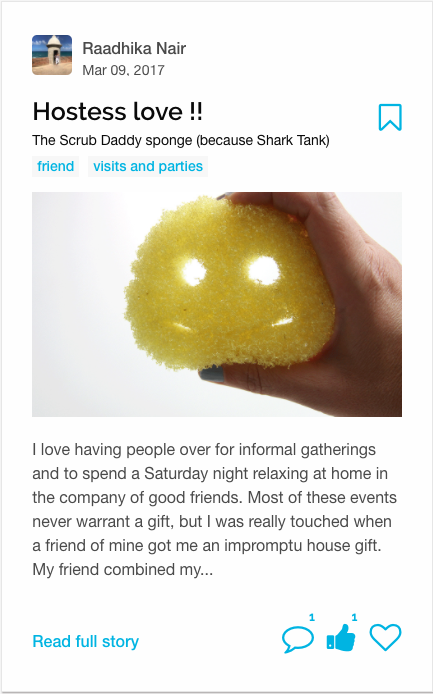 Raadhika Nair
Mar 09, 2017
Hostess love !!
The Scrub Daddy sponge (because Shark Tank)
friend visits and parties
I love having people over for informal gatherings
and to spend a Saturday night relaxing at home in
the company of good friends. Most of these events
never warrant a gift, but I was really touched when
a friend of mine got me an impromptu house gift.
My friend combined my...
Read full story 1 1